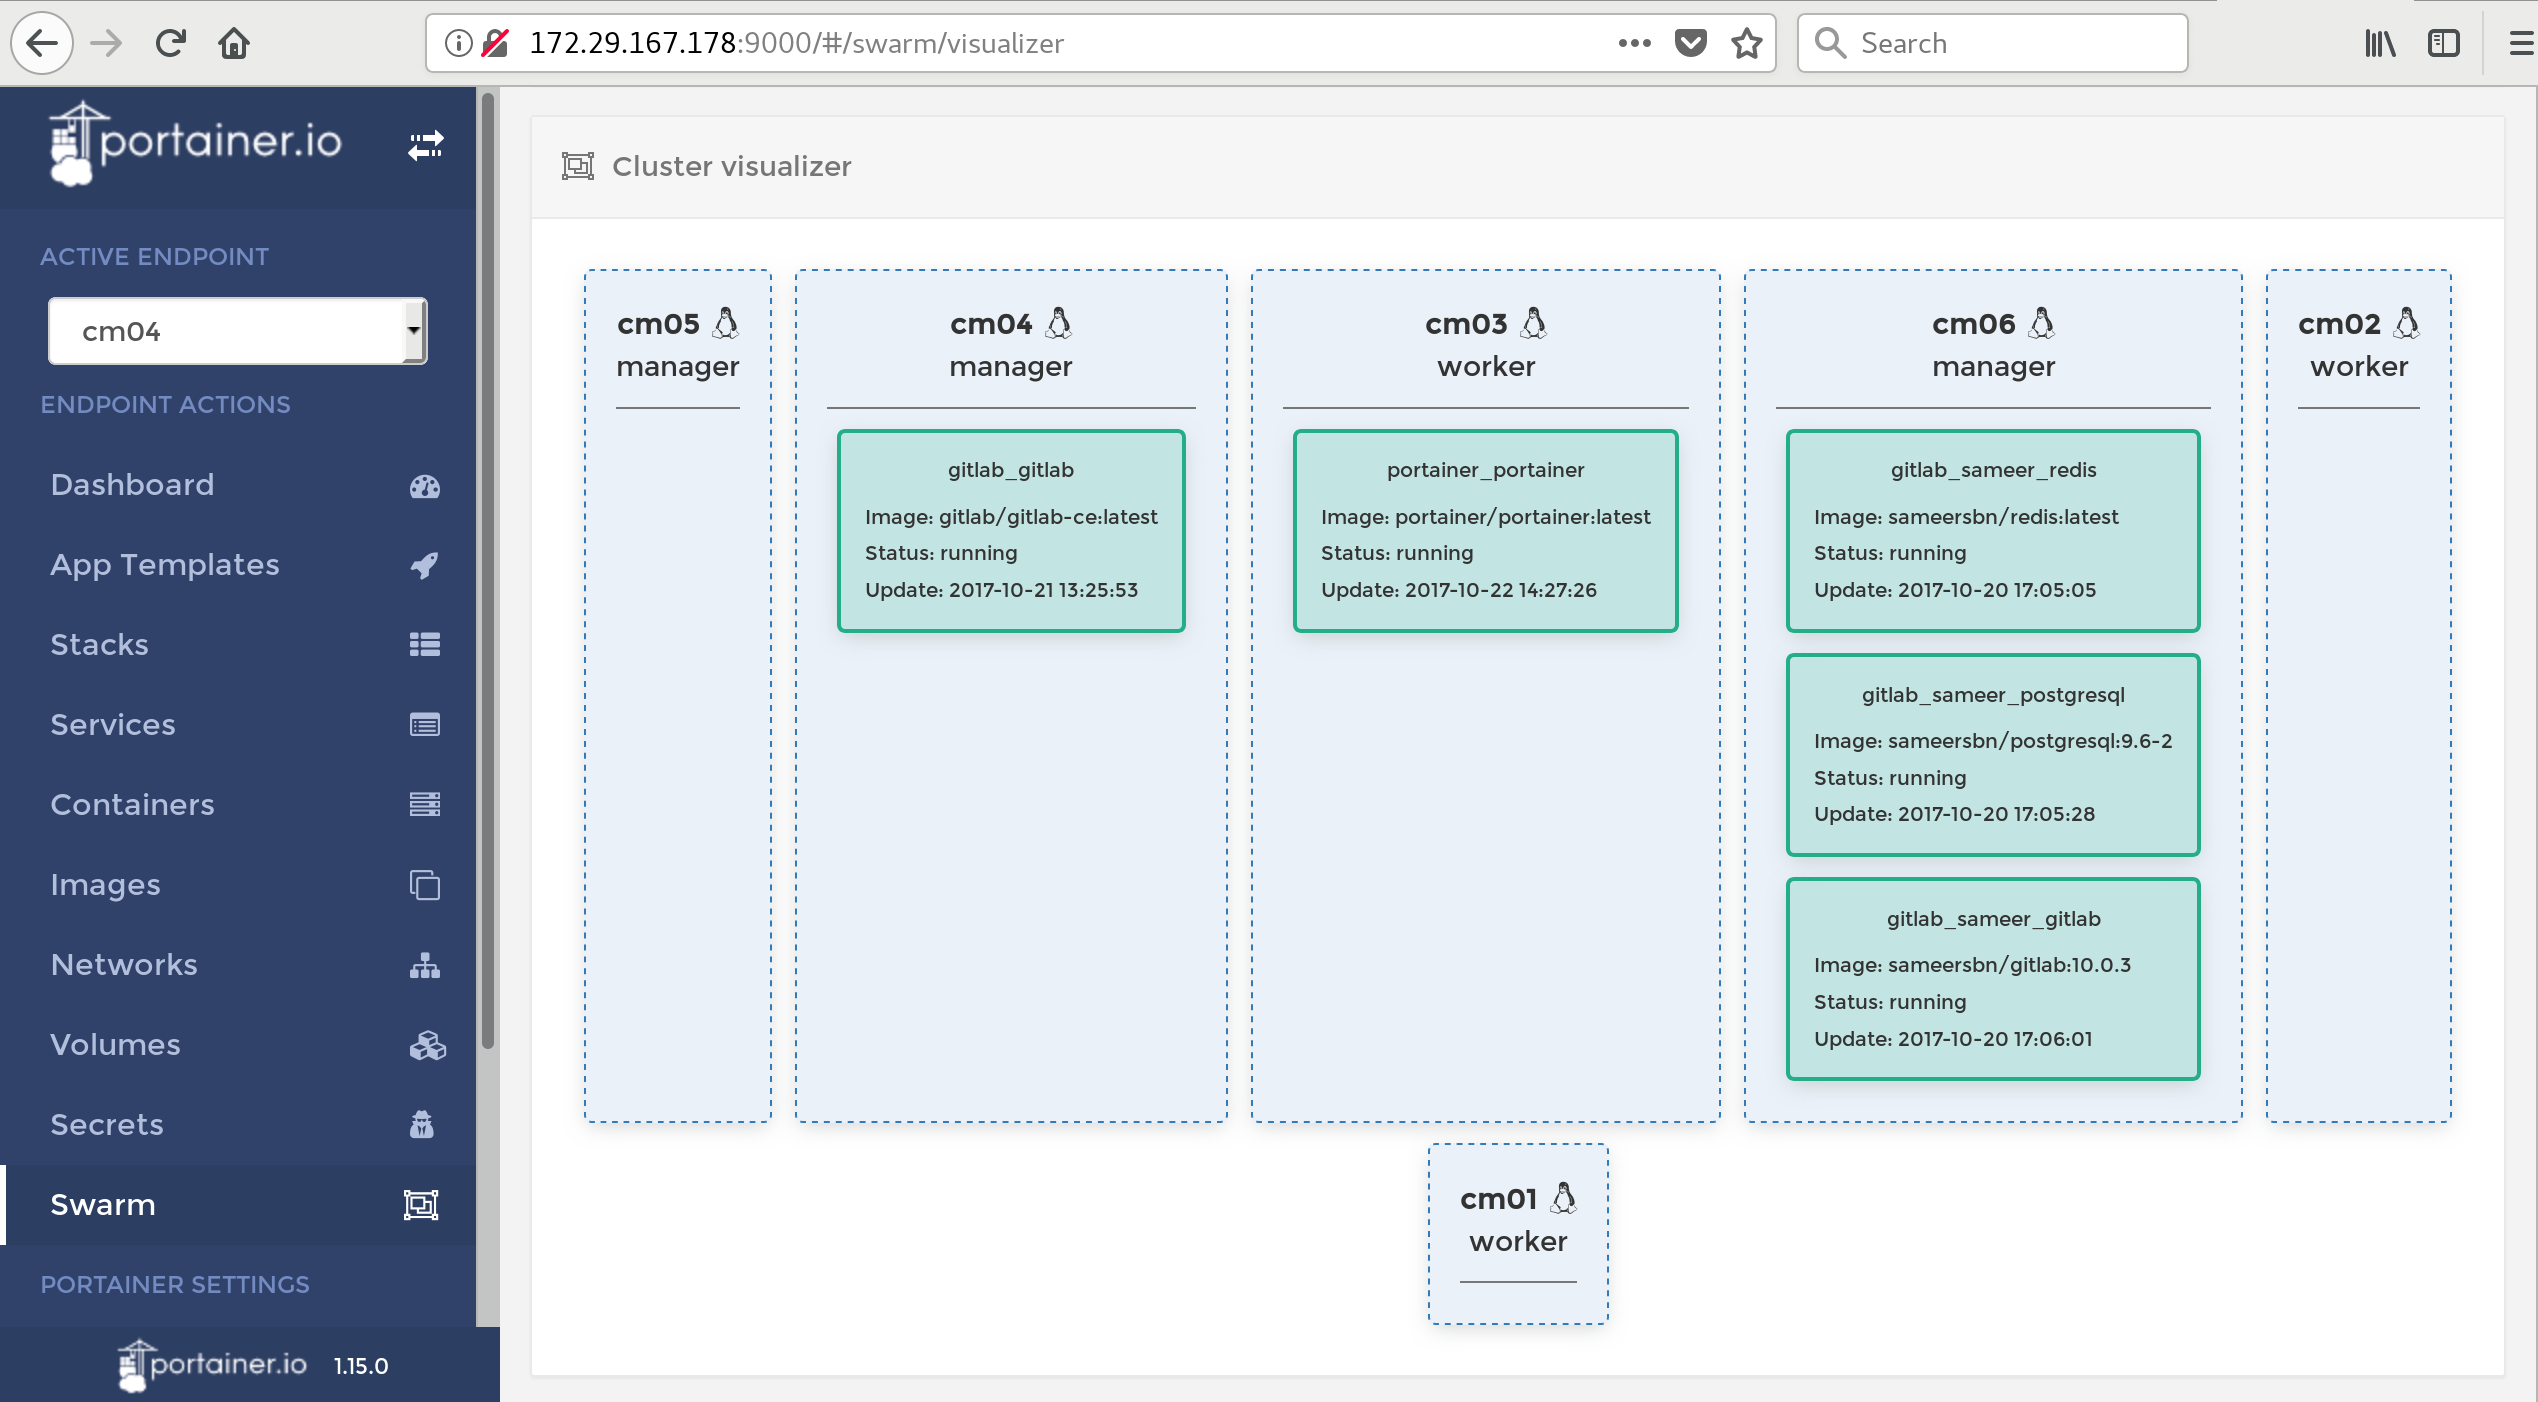 172.29.167.178:9000/#/swarm/visualizer
Search
portainer.io
ACTIVE ENDPOINT
cm04
ENDPOINT ACTIONS
Dashboard
App Templates
Stacks
Services
Containers
Images
Networks
Volumes
Secrets
Swarm
PORTAINER SETTINGS
portainer.io 1.15.0
Cluster visualizer
cm05
manager
cm04
manager
gitlab_gitlab
Image: gitlab/gitlab-ce:latest
Status: running
Update: 2017-10-21 13:25:53
cm03
worker
portainer_portainer
Image: portainer/portainer:latest
Status: running
Update: 2017-10-22 14:27:26
cm06
manager
gitlab_sameer_redis
Image: sameersbn/redis:latest
Status: running
Update: 2017-10-20 17:05:05
gitlab_sameer_postgresql
Image: sameersbn/postgresql:9.6-2
Status: running
Update: 2017-10-20 17:05:28
gitlab_sameer_gitlab
Image: sameersbn/gitlab:10.0.3
Status: running
Update: 2017-10-20 17:06:01
cm02
worker
cm01
worker